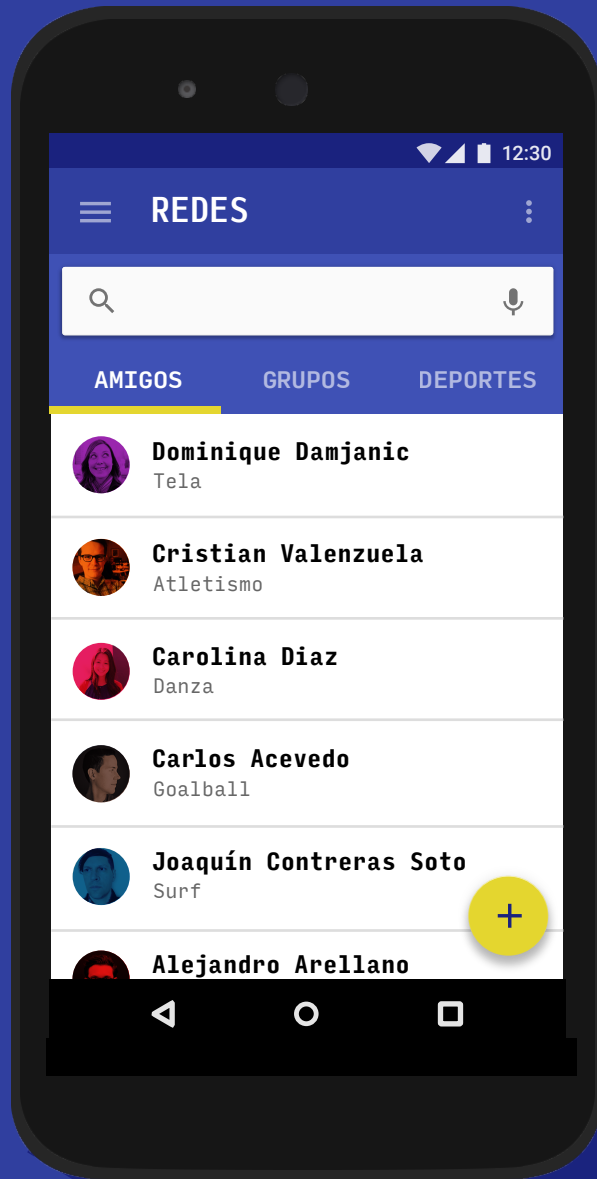 12:30
REDES
AMIGOS GRUPOS DEPORTES
Dominique Damjanic
Tela
Cristian Valenzuela
Atletismo
Carolina Diaz
Danza
Carlos Acevedo
Goalball
Joaquín Contreras Soto
Surf
+
Alejandro Arellano